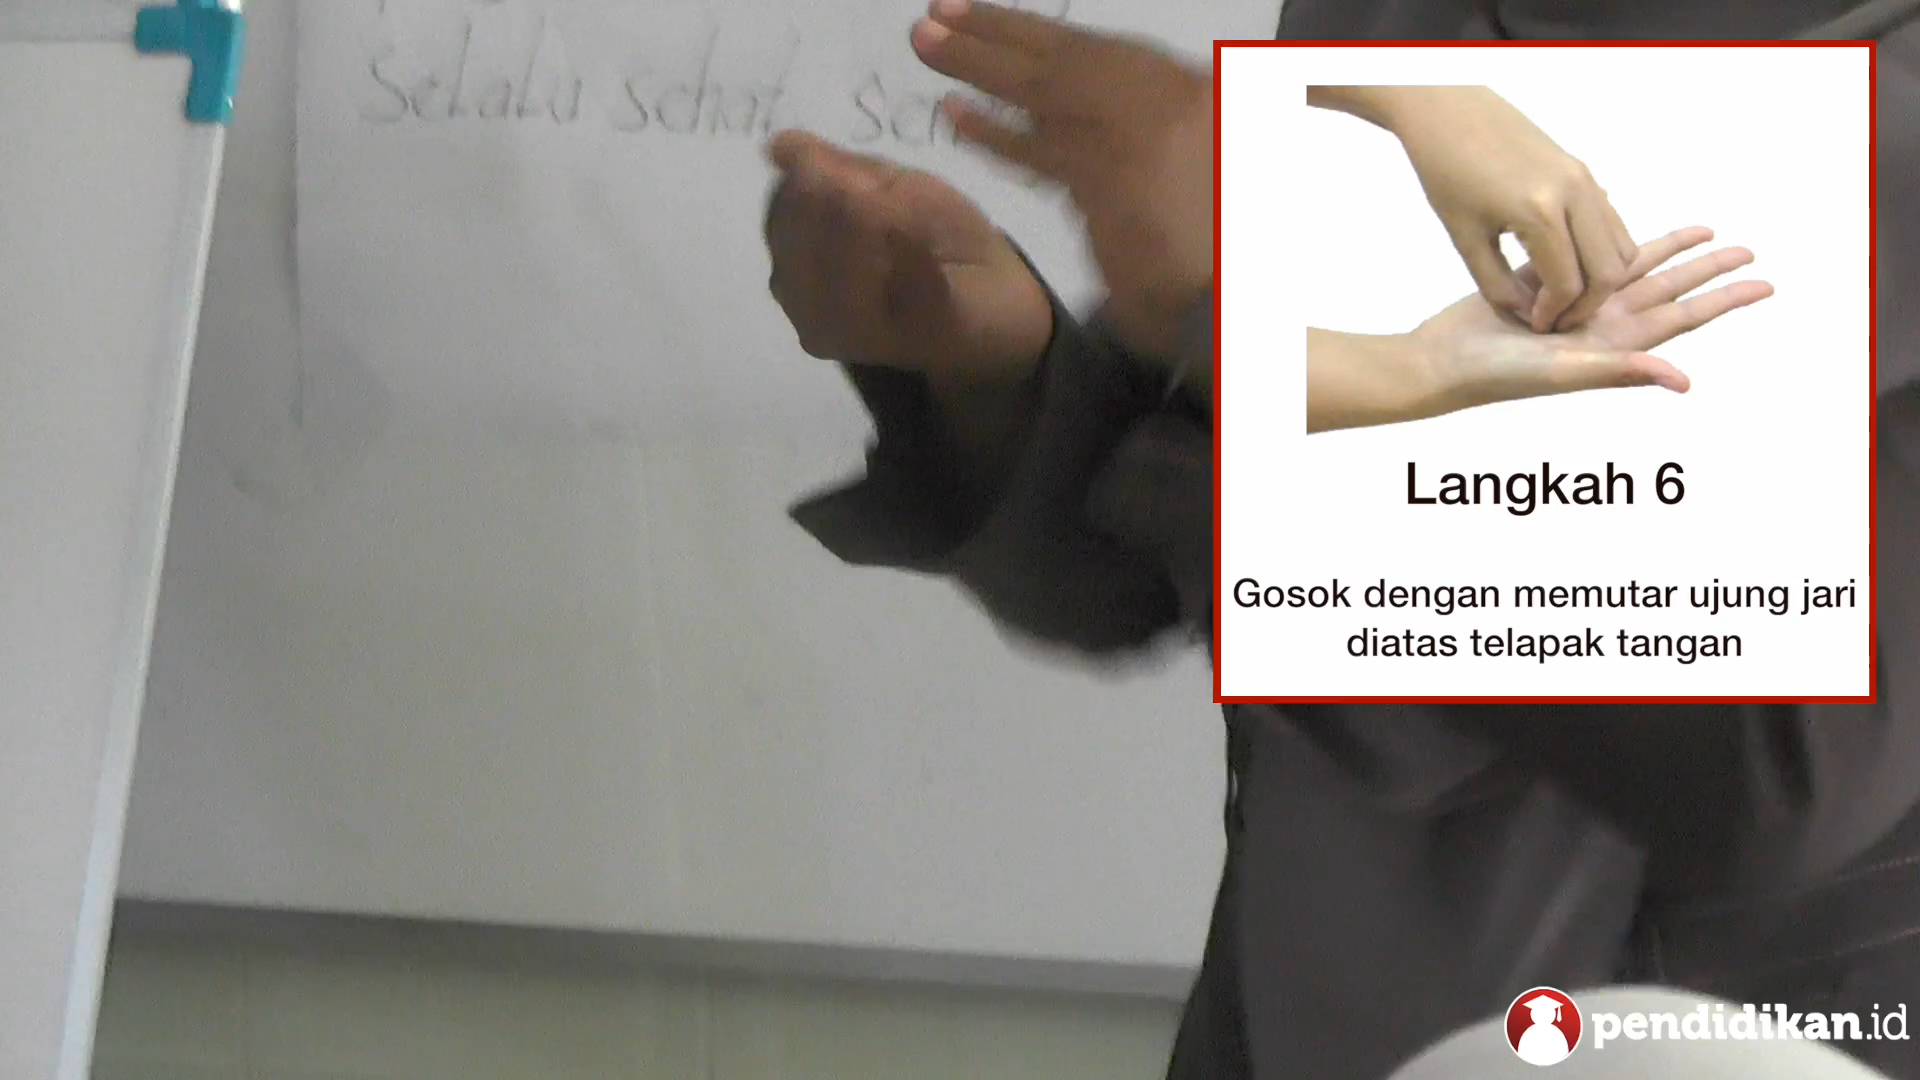 Selalu sehat
Langkah 6
Gosok dengan memutar ujung jari
diatas telapak tangan
pendidikan.id